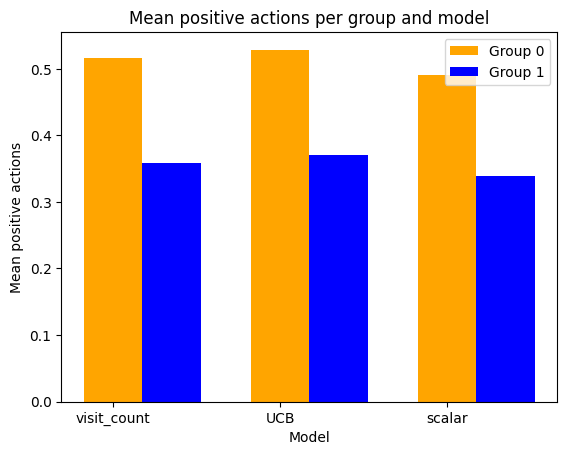 Mean positive actions per group and model
Group 0
Group 1
Mean positive actions
0.5
0.4
0.3
0.2
0.1
0.0
visit_count
UCB
scalar
Model